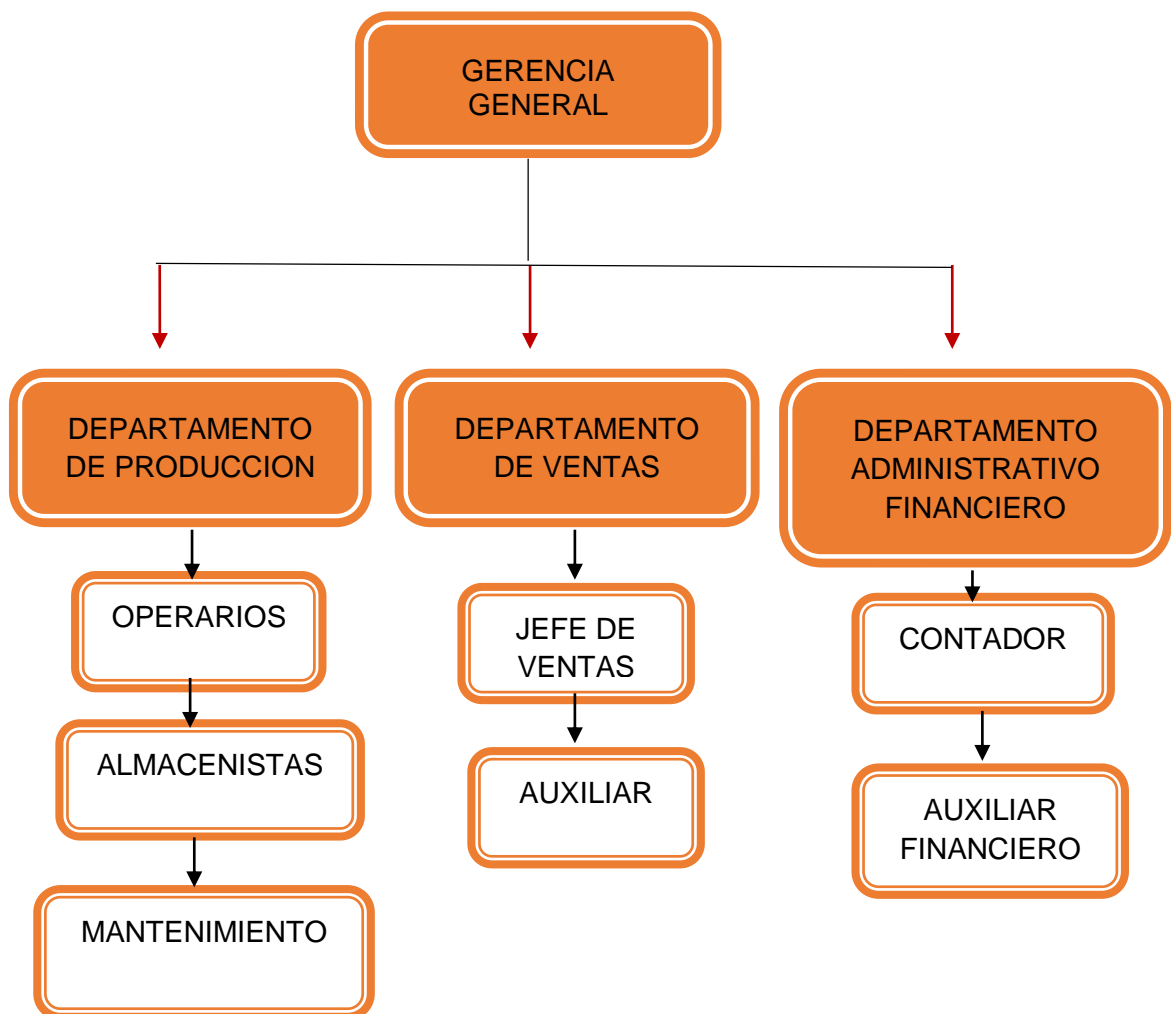 GERENCIA
GENERAL
DEPARTAMENTO
DE PRODUCCION
DEPARTAMENTO
DE VENTAS
DEPARTAMENTO
ADMINISTRATIVO
FINANCIERO
OPERARIOS
JEFE DE
VENTAS
CONTADOR
ALMACENISTAS
AUXILIAR
AUXILIAR
FINANCIERO
MANTENIMIENTO